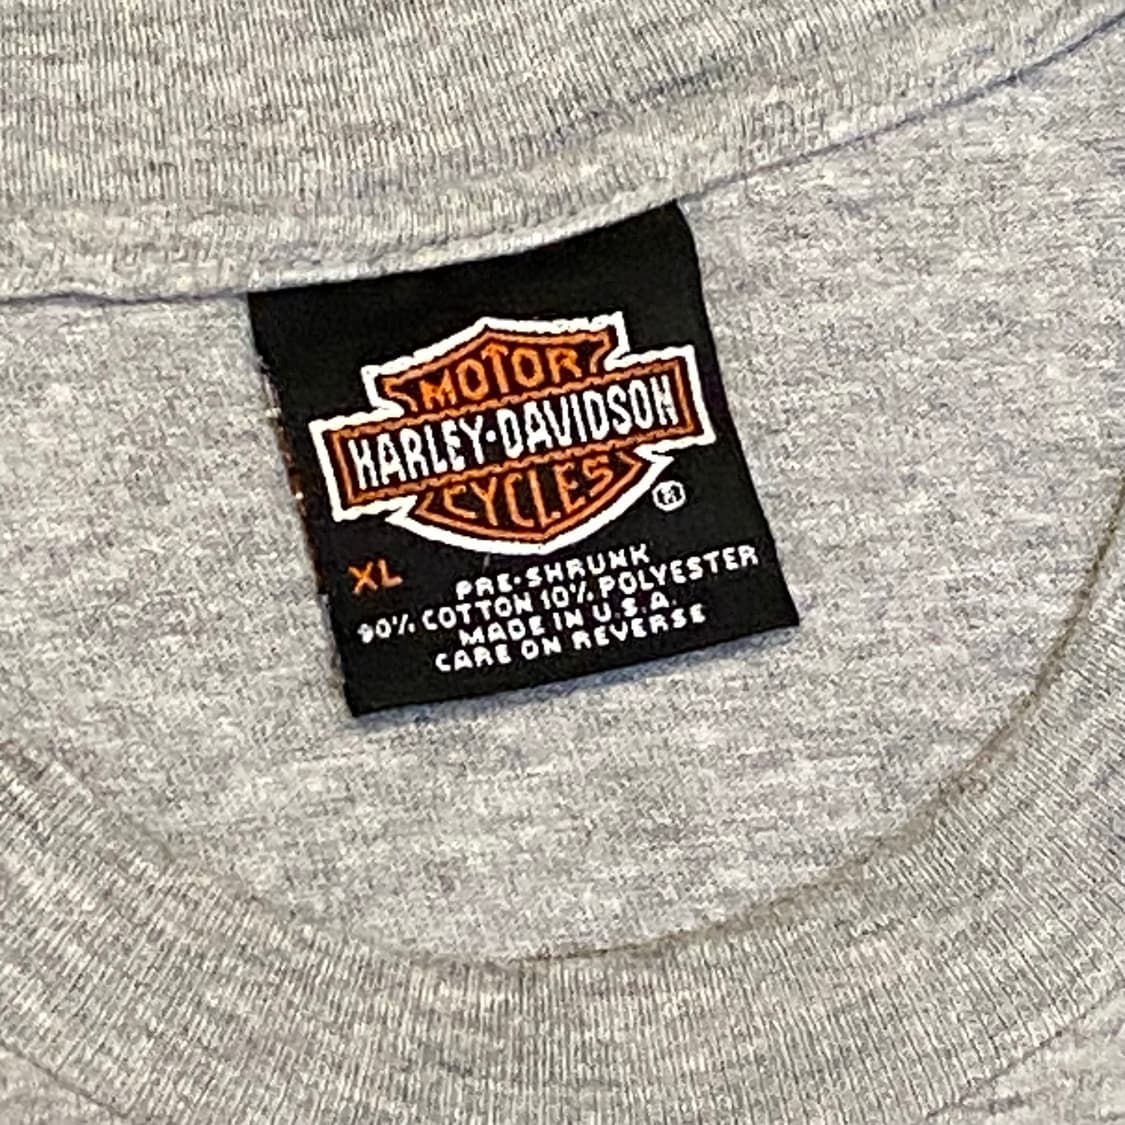 MOTOR
HARLEY-DAVIDSON
CYCLES
®
XL
PRE-SHRUNK
90% COTTON 10% POLYESTER
MADE IN U.S.A.
CARE ON REVERSE